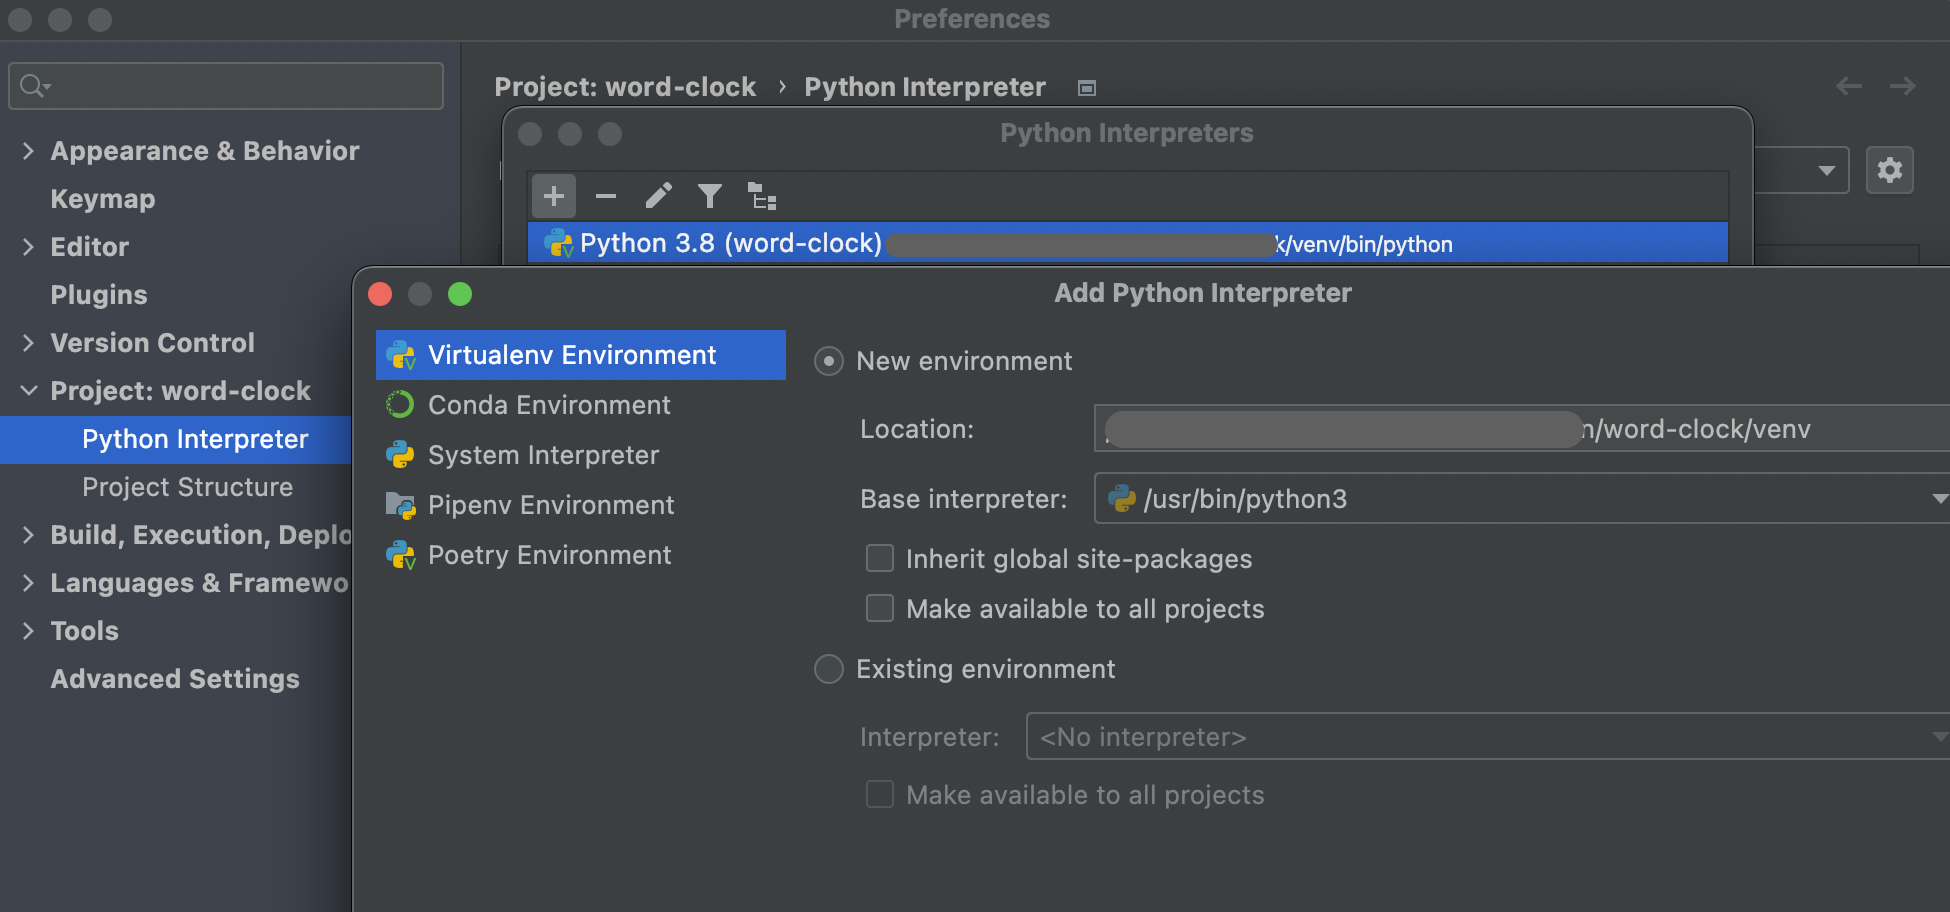 Preferences
Project: word-clock › Python Interpreter
Appearance & Behavior
Keymap
Editor
Plugins
Version Control
Project: word-clock
Python Interpreter
Project Structure
Build, Execution, Deplo
Languages & Framewo
Tools
Advanced Settings
Python Interpreters
Python 3.8 (word-clock) k/venv/bin/python
Add Python Interpreter
Virtualenv Environment
Conda Environment
System Interpreter
Pipenv Environment
Poetry Environment
New environment
Location: n/word-clock/venv
Base interpreter: /usr/bin/python3
Inherit global site-packages
Make available to all projects
Existing environment
Interpreter: <No interpreter>
Make available to all projects